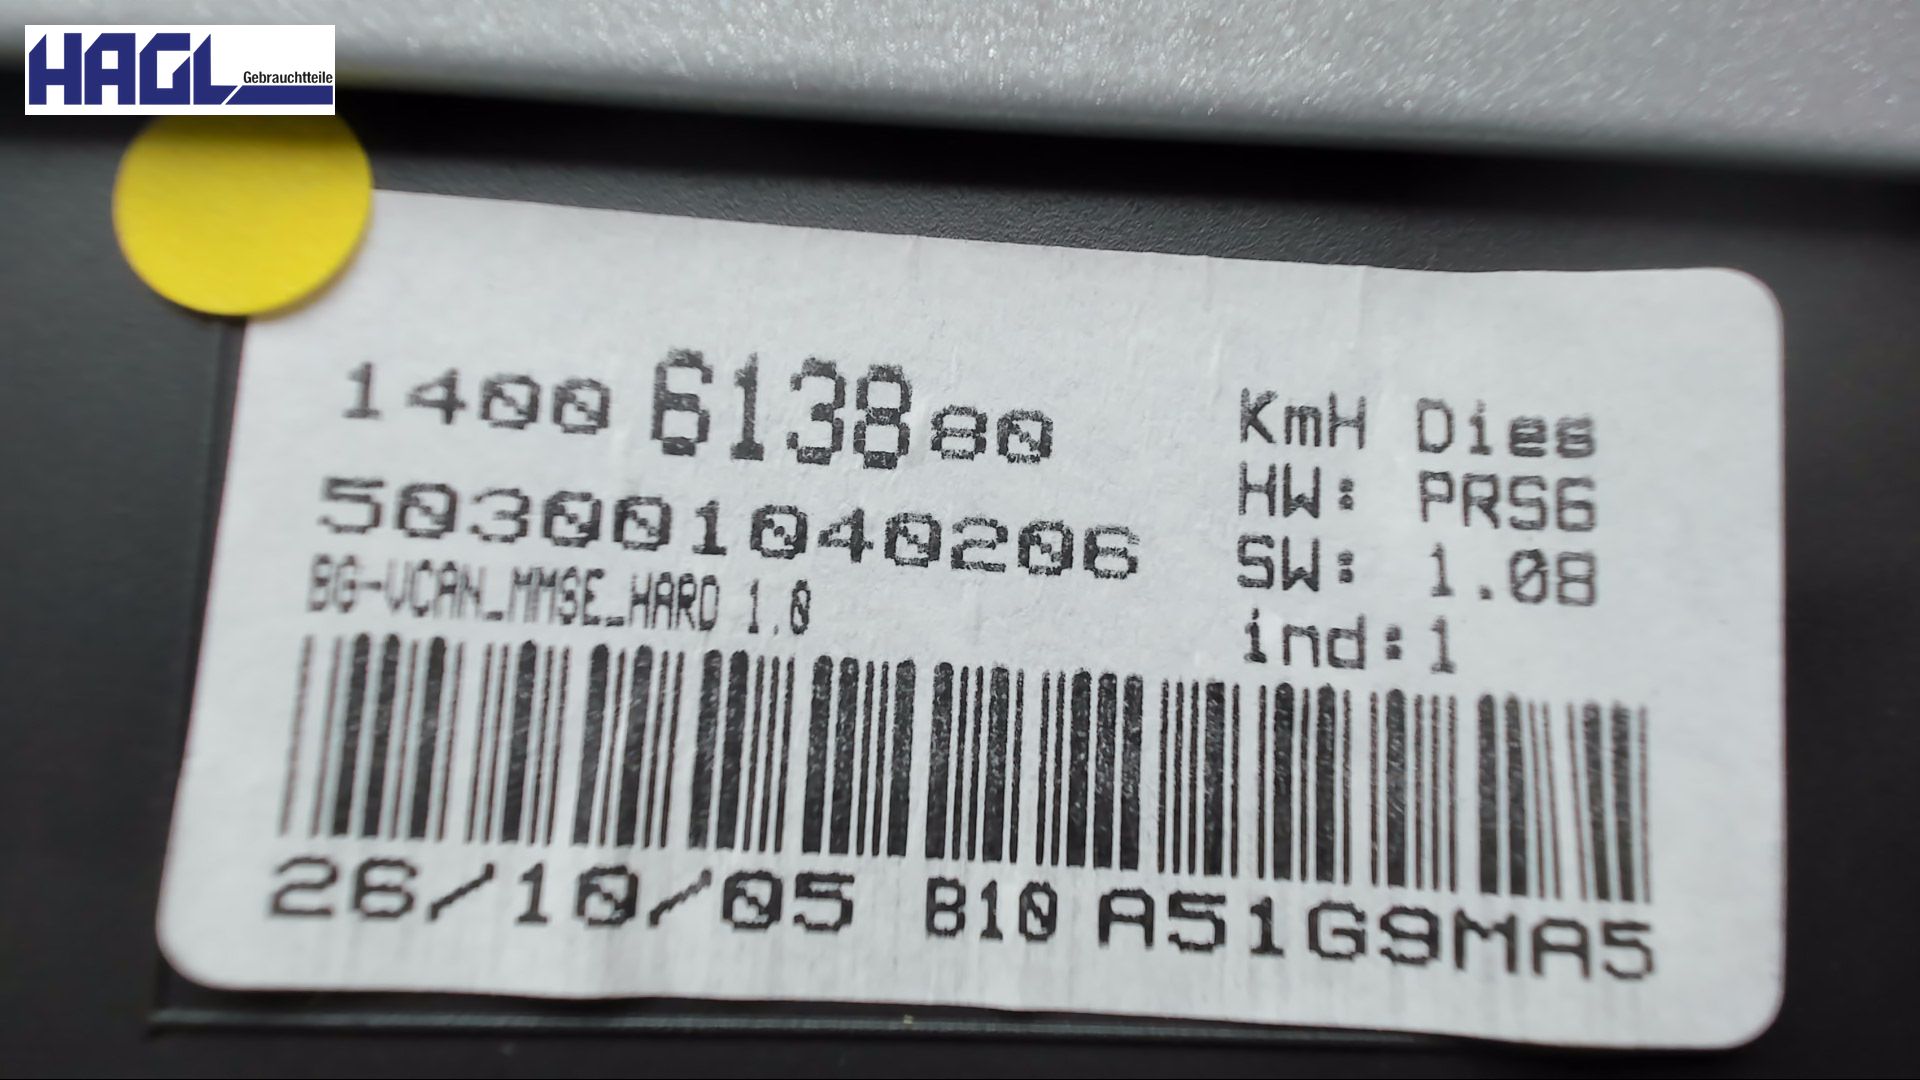 HAGL
Gebrauchtteile
1400 6138 80
503001040206
BG-VCAN_MMSE_HARD 1.0
KmH Dies
HW: PRS6
SW: 1.08
ind:1
26/10/05 B10 A51G9MA5